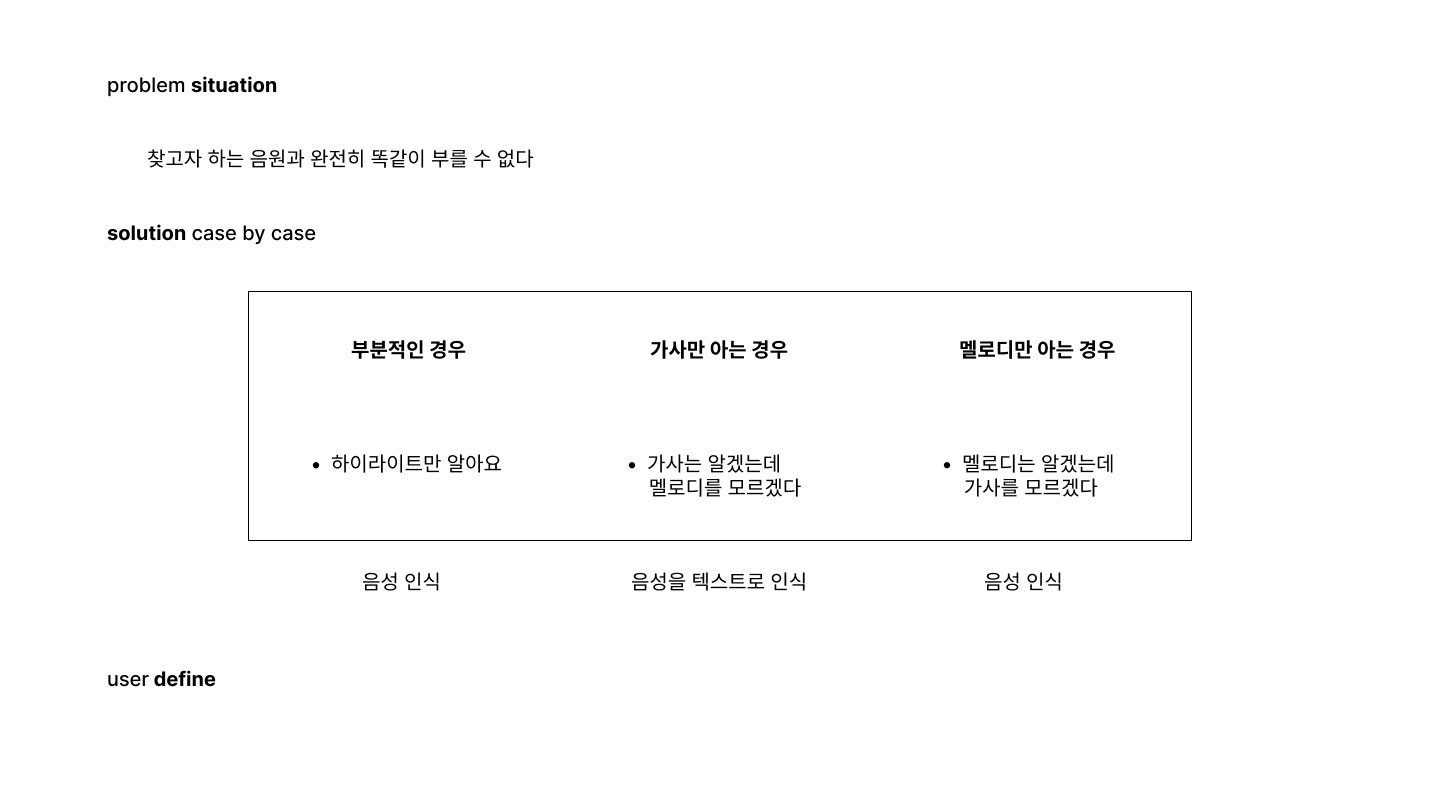 problem situation
찾고자 하는 음원과 완전히 똑같이 부를 수 없다
solution case by case
부분적인 경우
가사만 아는 경우
멜로디만 아는 경우
• 하이라이트만 알아요
• 가사는 알겠는데
멜로디를 모르겠다
• 멜로디는 알겠는데
가사를 모르겠다
음성 인식
음성을 텍스트로 인식
음성 인식
user define